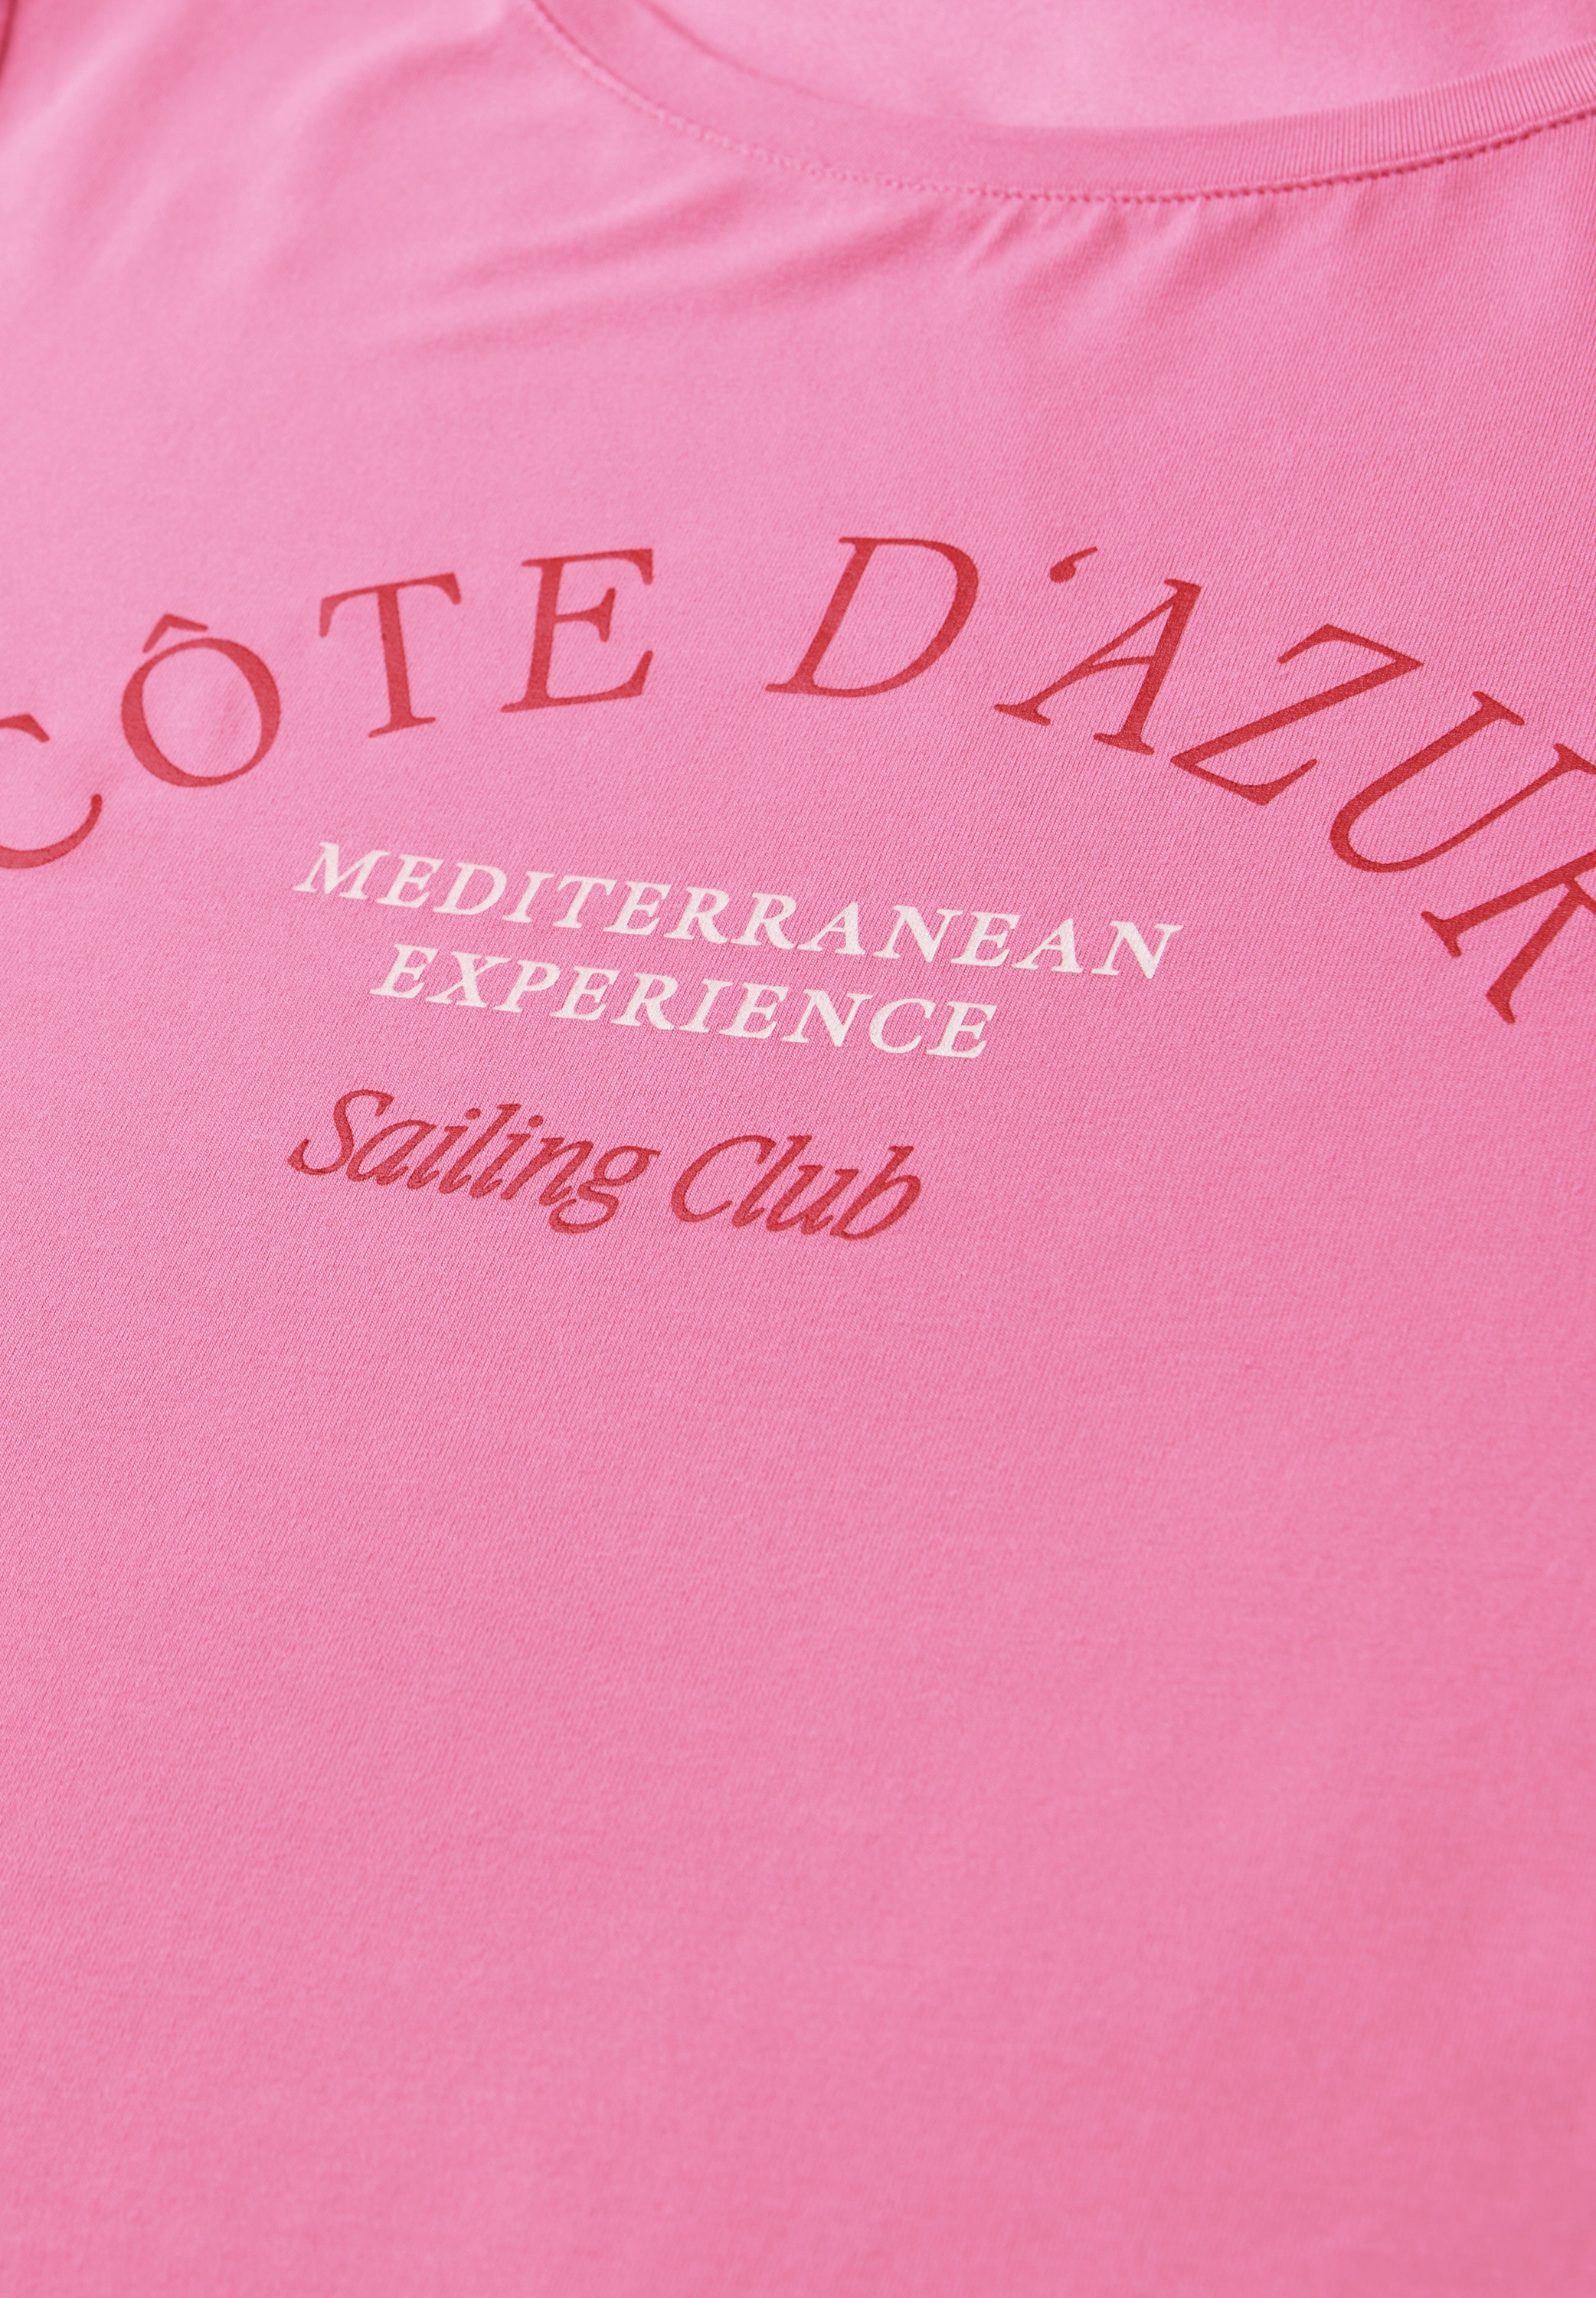 CÔTE D‘AZUR
MEDITERRANEAN
EXPERIENCE
Sailing Club